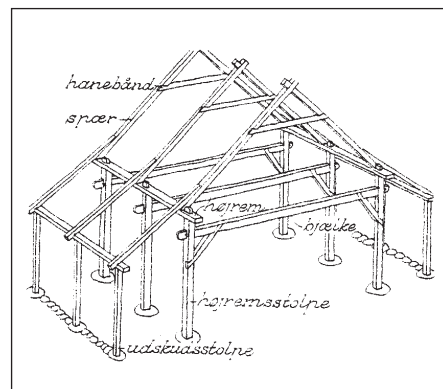 hanebånd
spær
højrem
bjælke
højremsstolpe
udskudsstolpe